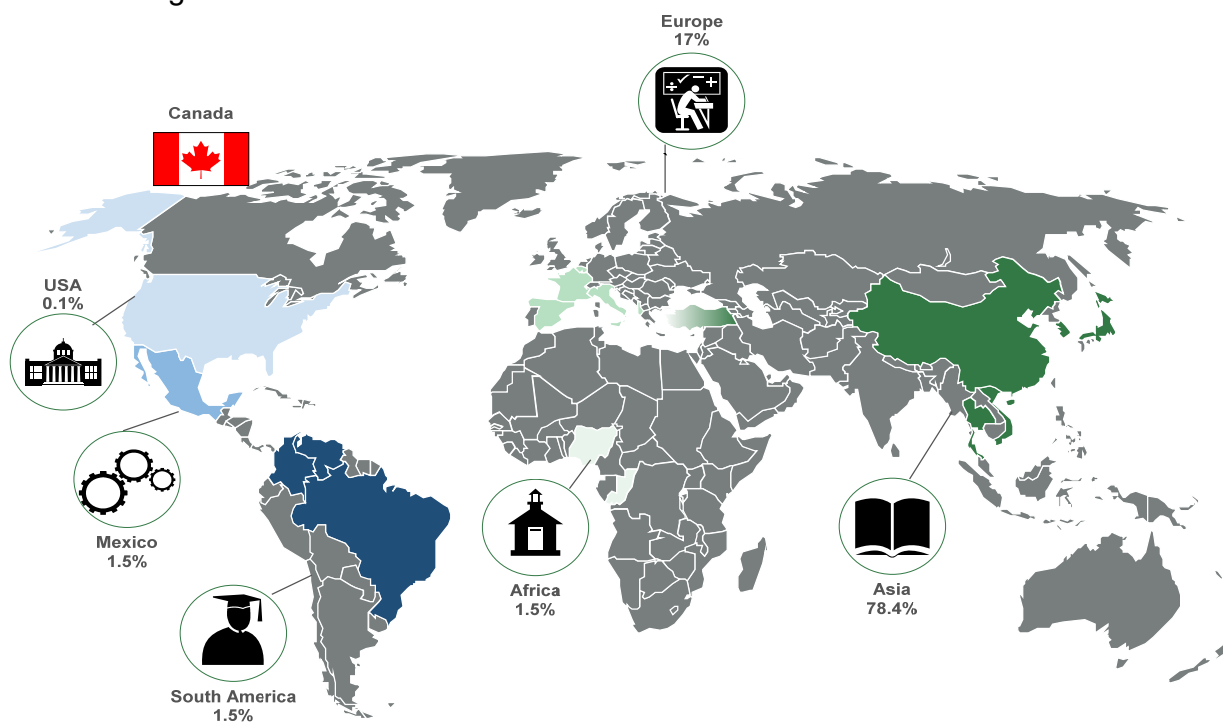 Europe
17%
Canada
USA
0.1%
Mexico
1.5%
Africa
1.5%
Asia
78.4%
South America
1.5%